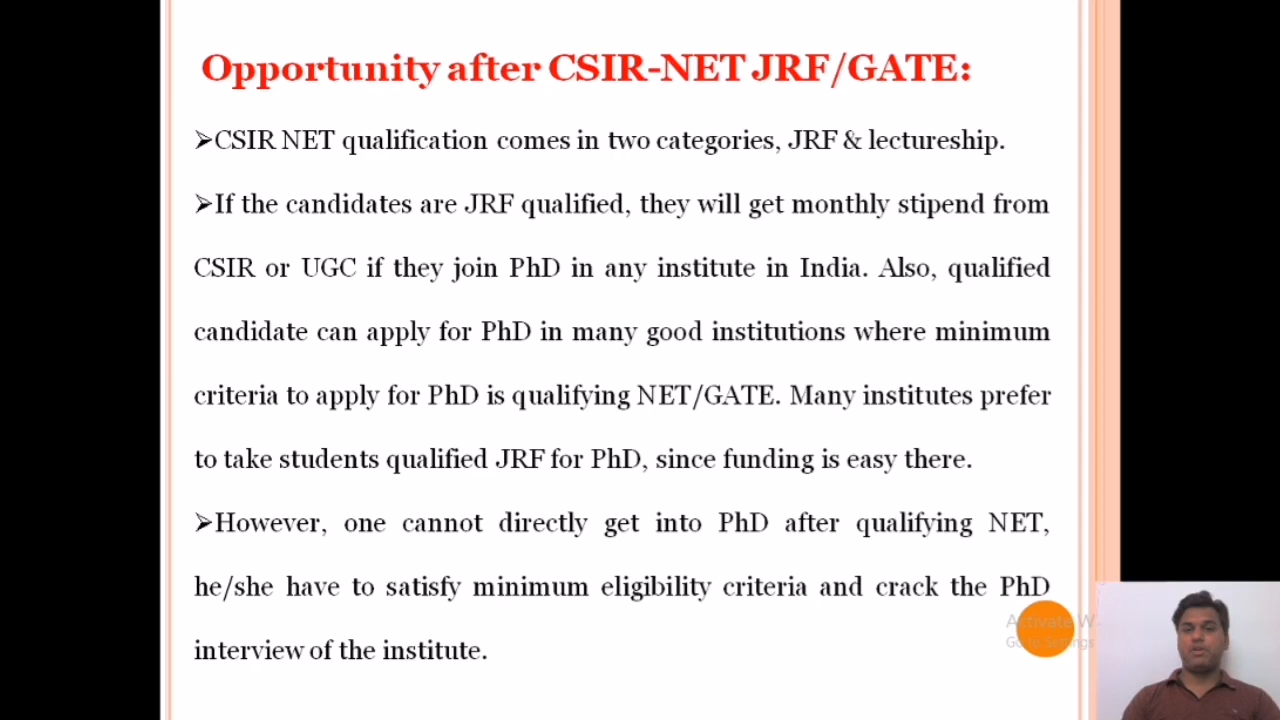 Opportunity after CSIR-NET JRF/GATE:
➢CSIR NET qualification comes in two categories, JRF & lectureship.
➢If the candidates are JRF qualified, they will get monthly stipend from
CSIR or UGC if they join PhD in any institute in India. Also, qualified
candidate can apply for PhD in many good institutions where minimum
criteria to apply for PhD is qualifying NET/GATE. Many institutes prefer
to take students qualified JRF for PhD, since funding is easy there.
➢However, one cannot directly get into PhD after qualifying NET,
he/she have to satisfy minimum eligibility criteria and crack the PhD
interview of the institute.
Activate W
Go to Settings